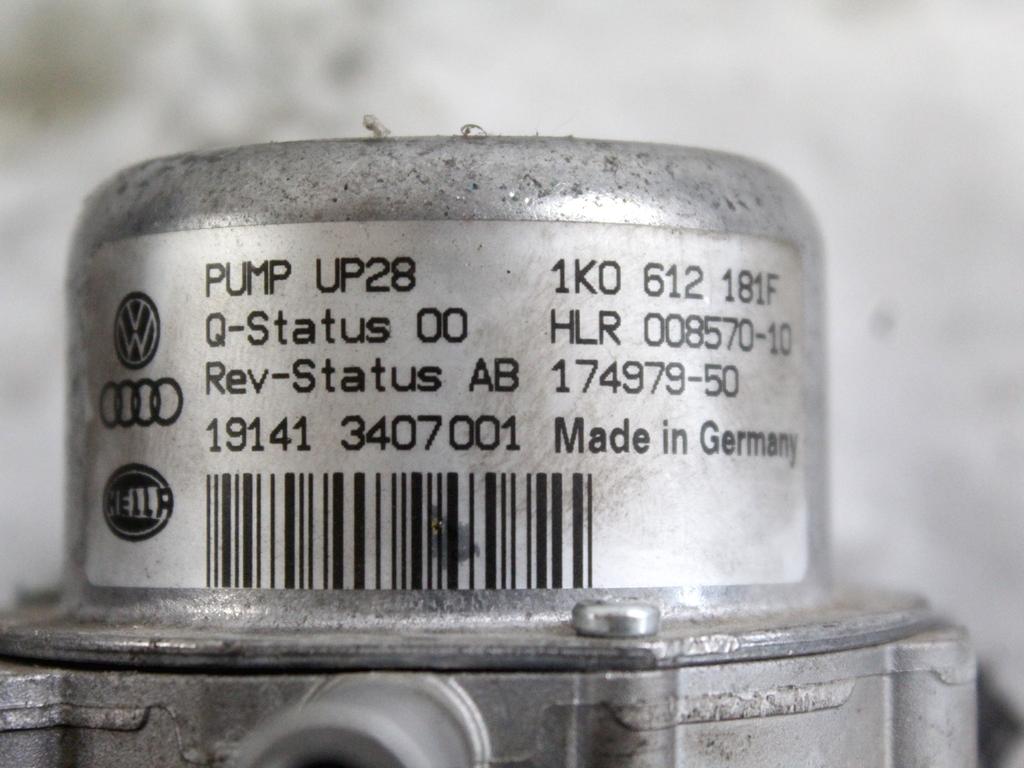 PUMP UP28 1K0 612 181F
Q-Status 00 HLR 008570-10
Rev-Status AB 174979-50
19141 3407001 Made in Germany
HELLA